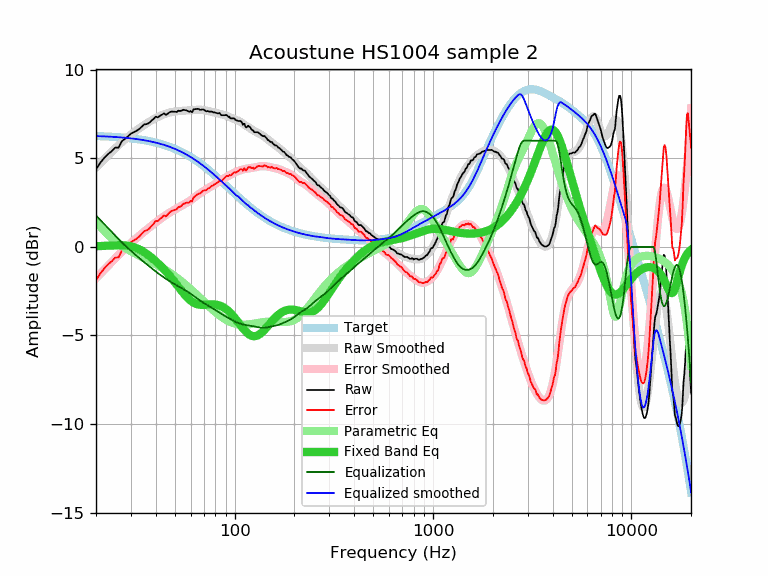 Acoustune HS1004 sample 2
10
5
0
−5
−10
−15
Amplitude (dBr)
Target
Raw Smoothed
Error Smoothed
Raw
Error
Parametric Eq
Fixed Band Eq
Equalization
Equalized smoothed
100 1000 10000
Frequency (Hz)